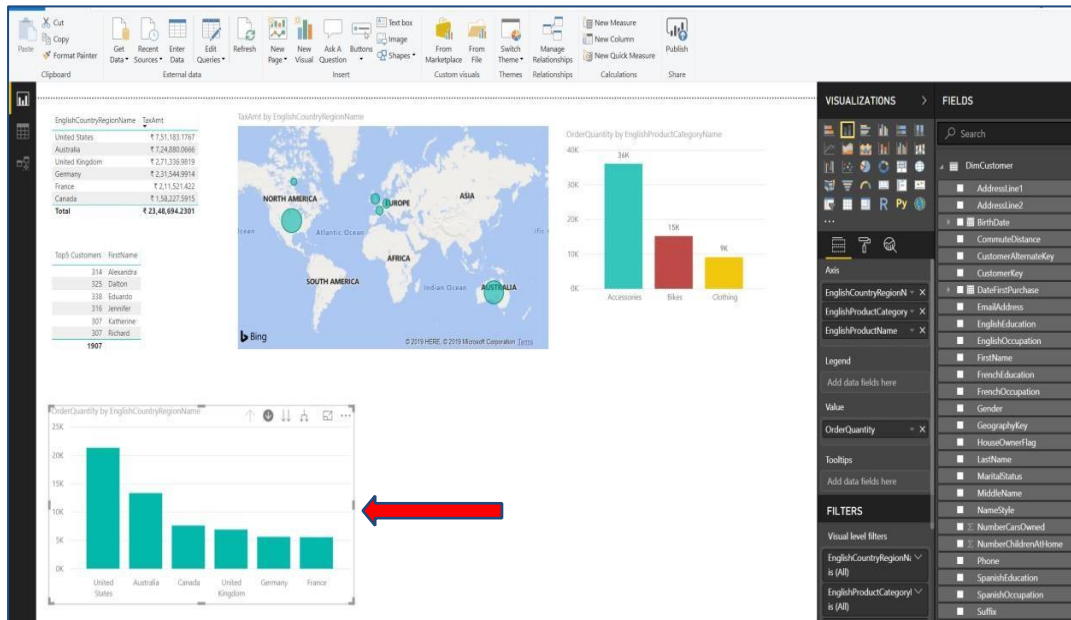 Cut
Copy
Format Painter
Paste
Clipboard
Get Data
Recent Sources
Enter Data
Edit Queries
Refresh
External data
New Page
New Visual
Ask A Question
Buttons
Text box
Image
Shapes
Insert
From Marketplace
From File
Custom visuals
Switch Theme
Themes
Manage Relationships
Relationships
New Measure
New Column
New Quick Measure
Calculations
Publish
Share
EnglishCountryRegionName TaxAmt
United States ₹ 7,51,183.1767
Australia ₹ 7,24,880.0666
United Kingdom ₹ 2,71,336.9819
Germany ₹ 2,31,544.9914
France ₹ 2,11,521.422
Canada ₹ 1,58,227.5915
Total ₹ 23,48,694.2301
Top5 Customers FirstName
314 Alexandra
325 Dalton
338 Eduardo
316 Jennifer
307 Katherine
307 Richard
1907
TaxAmt by EnglishCountryRegionName
NORTH AMERICA
EUROPE
ASIA
Atlantic Ocean
AFRICA
SOUTH AMERICA
Indian Ocean
AUSTRALIA
Bing
© 2019 HERE, © 2019 Microsoft Corporation Terms
OrderQuantity by EnglishProductCategoryName
40K
30K
20K
10K
0K
36K
15K
9K
Accessories Bikes Clothing
OrderQuantity by EnglishCountryRegionName
25K
20K
15K
10K
5K
0K
United States
Australia
Canada
United Kingdom
Germany
France
VISUALIZATIONS
R Py
Axis
EnglishCountryRegionN
EnglishProductCategory
EnglishProductName
Legend
Add data fields here
Value
OrderQuantity
Tooltips
Add data fields here
FILTERS
Visual level filters
EnglishCountryRegionNa
is (All)
EnglishProductCategoryI
is (All)
FIELDS
Search
DimCustomer
AddressLine1
AddressLine2
BirthDate
CommuteDistance
CustomerAlternateKey
CustomerKey
DateFirstPurchase
EmailAddress
EnglishEducation
EnglishOccupation
FirstName
FrenchEducation
FrenchOccupation
Gender
GeographyKey
HouseOwnerFlag
LastName
MaritalStatus
MiddleName
NameStyle
NumberCarsOwned
NumberChildrenAtHome
Phone
SpanishEducation
SpanishOccupation
Suffix